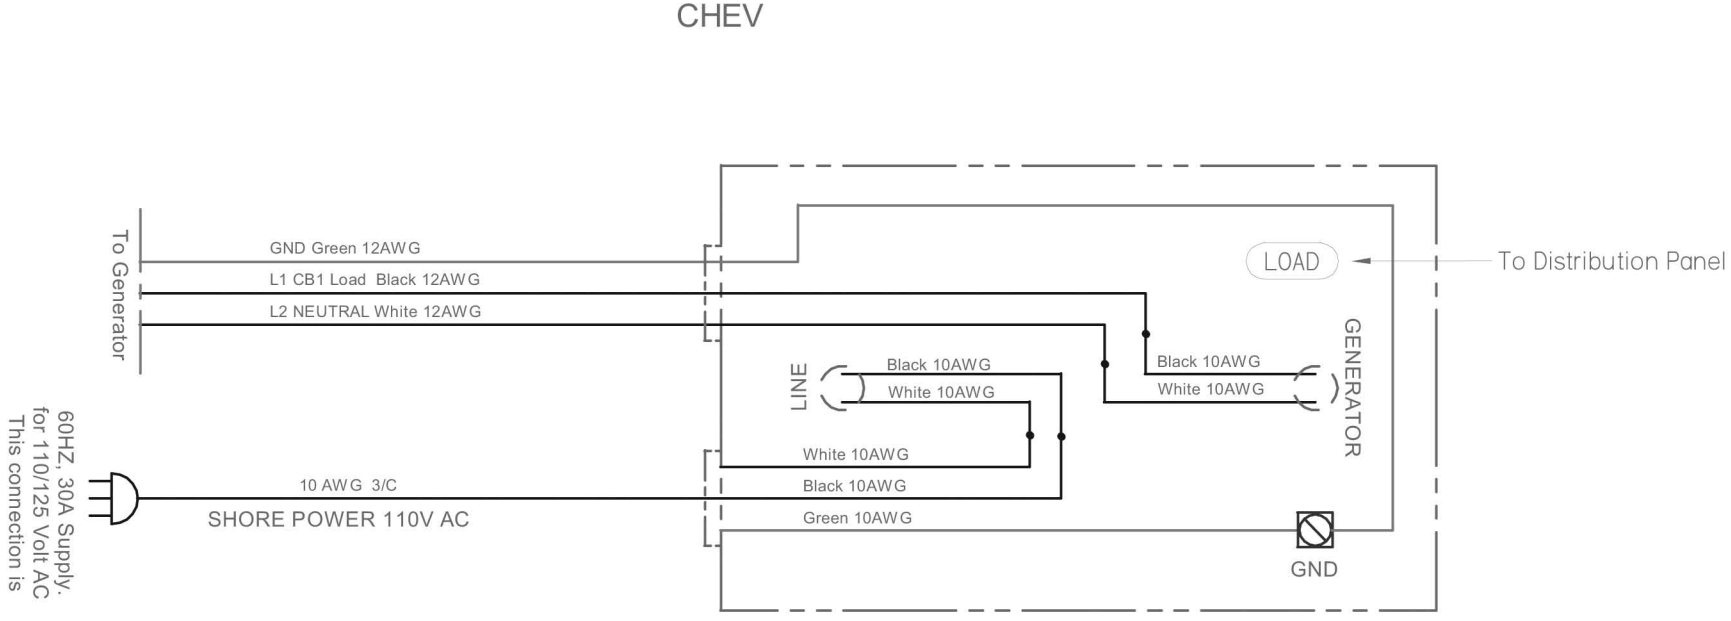 CHEV
To Generator
GND Green 12AWG
L1 CB1 Load Black 12AWG
L2 NEUTRAL White 12AWG
LOAD
To Distribution Panel
LINE
Black 10AWG
White 10AWG
Black 10AWG
White 10AWG
GENERATOR
This connection is
for 110/125 Volt AC
60HZ, 30A Supply.
10 AWG 3/C
SHORE POWER 110V AC
White 10AWG
Black 10AWG
Green 10AWG
GND